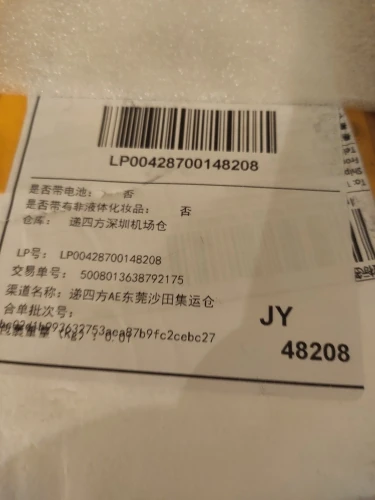 LP00428700148208
是否带电池： 否
是否带有非液体化妆品： 否
仓库： 递四方深圳机场仓
LP号： LP00428700148208
交易单号： 5008013638792175
渠道名称：递四方AE东莞沙田集运仓
合单批次号：
JY
48208